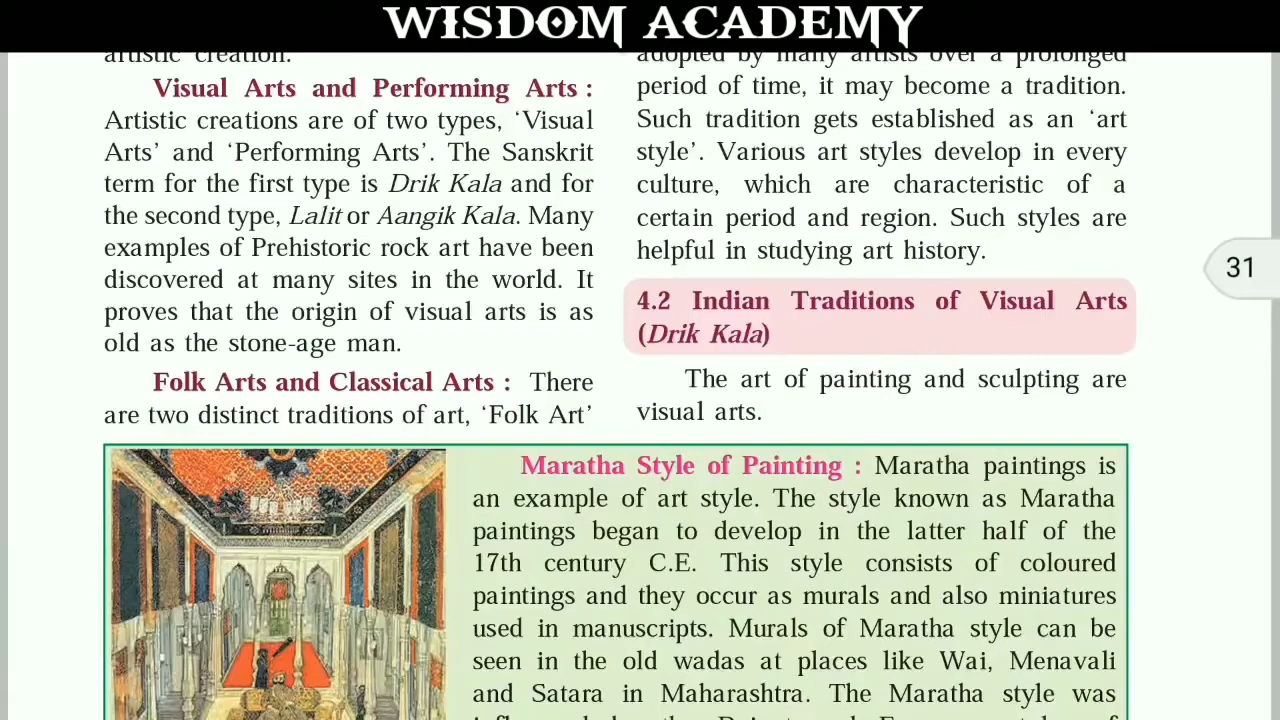 WISDOM ACADEMY
artistic creation.
Visual Arts and Performing Arts :
Artistic creations are of two types, ‘Visual
Arts’ and ‘Performing Arts’. The Sanskrit
term for the first type is Drik Kala and for
the second type, Lalit or Aangik Kala. Many
examples of Prehistoric rock art have been
discovered at many sites in the world. It
proves that the origin of visual arts is as
old as the stone-age man.
Folk Arts and Classical Arts : There
are two distinct traditions of art, ‘Folk Art’
adopted by many artists over a prolonged
period of time, it may become a tradition.
Such tradition gets established as an ‘art
style’. Various art styles develop in every
culture, which are characteristic of a
certain period and region. Such styles are
helpful in studying art history.
4.2 Indian Traditions of Visual Arts
(Drik Kala)
The art of painting and sculpting are
visual arts.
31
Maratha Style of Painting : Maratha paintings is
an example of art style. The style known as Maratha
paintings began to develop in the latter half of the
17th century C.E. This style consists of coloured
paintings and they occur as murals and also miniatures
used in manuscripts. Murals of Maratha style can be
seen in the old wadas at places like Wai, Menavali
and Satara in Maharashtra. The Maratha style was